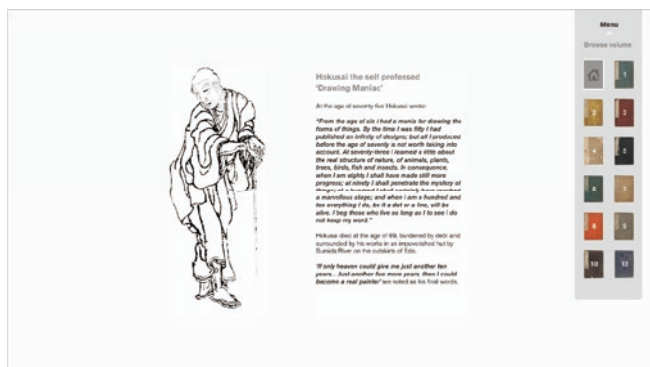 Hokusai the self professed
'Drawing Maniac'
At the age of seventy five Hokusai wrote:
"From the age of six I had a mania for drawing the
forms of things. By the time I was fifty I had
published an infinity of designs; but all I produced
before the age of seventy is not worth taking into
account. At seventy-three I learned a little about
the real structure of nature, of animals, plants,
trees, birds, fish and insects. In consequence,
when I am eighty I shall have made still more
progress; at ninety I shall penetrate the mystery of
things; at a hundred I shall certainly have reached
a marvellous stage; and when I am a hundred and
ten everything I do, be it a dot or a line, will be
alive. I beg those who live as long as I to see I do
not keep my word."
Hokusai died at the age of 89, burdened by debt and
surrounded by his works in an impoverished hut by
Sumida River on the outskirts of Edo.
'If only heaven could give me just another ten
years... Just another five more years, then I could
become a real painter' are noted as his final words.
Menu
Browse volume
1
2 3
4 5
6 7
8 9
10 12